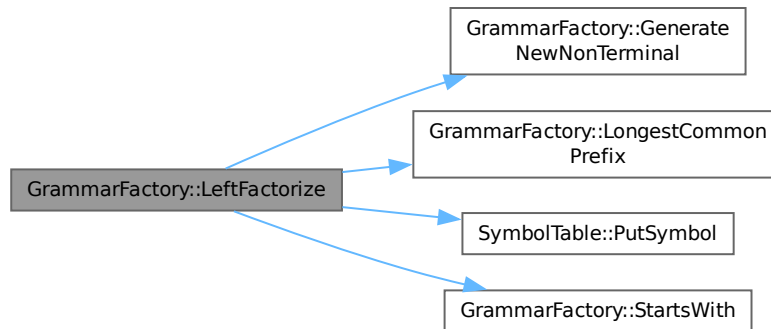 GrammarFactory::Generate
NewNonTerminal
GrammarFactory::LongestCommon
Prefix
GrammarFactory::LeftFactorize
SymbolTable::PutSymbol
GrammarFactory::StartsWith